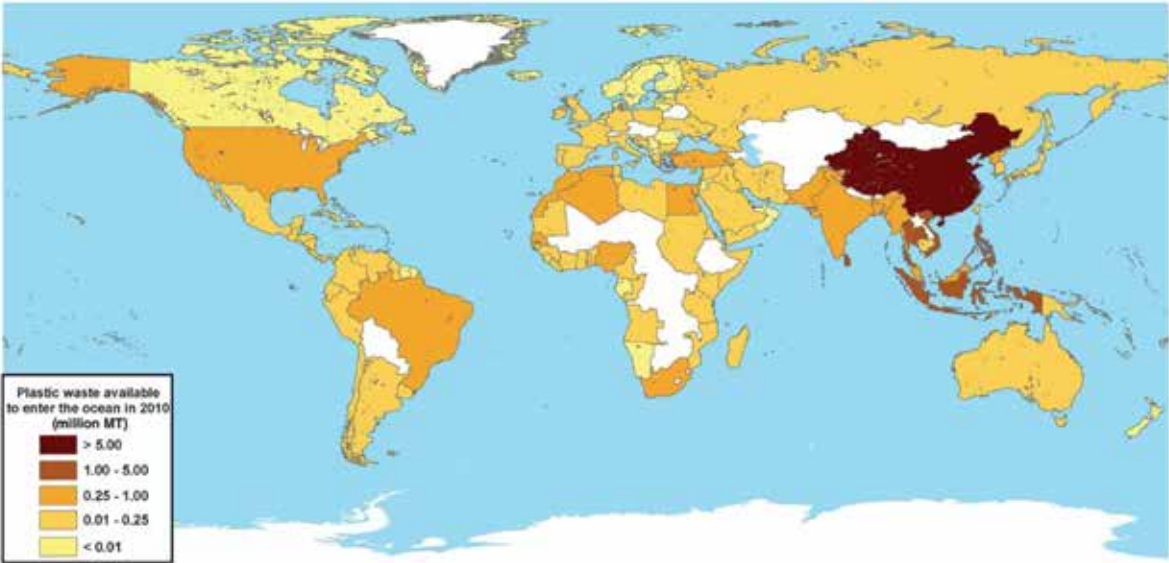 Plastic waste available
to enter the ocean in 2010
(million MT)
> 5.00
1.00 - 5.00
0.25 - 1.00
0.01 - 0.25
< 0.01